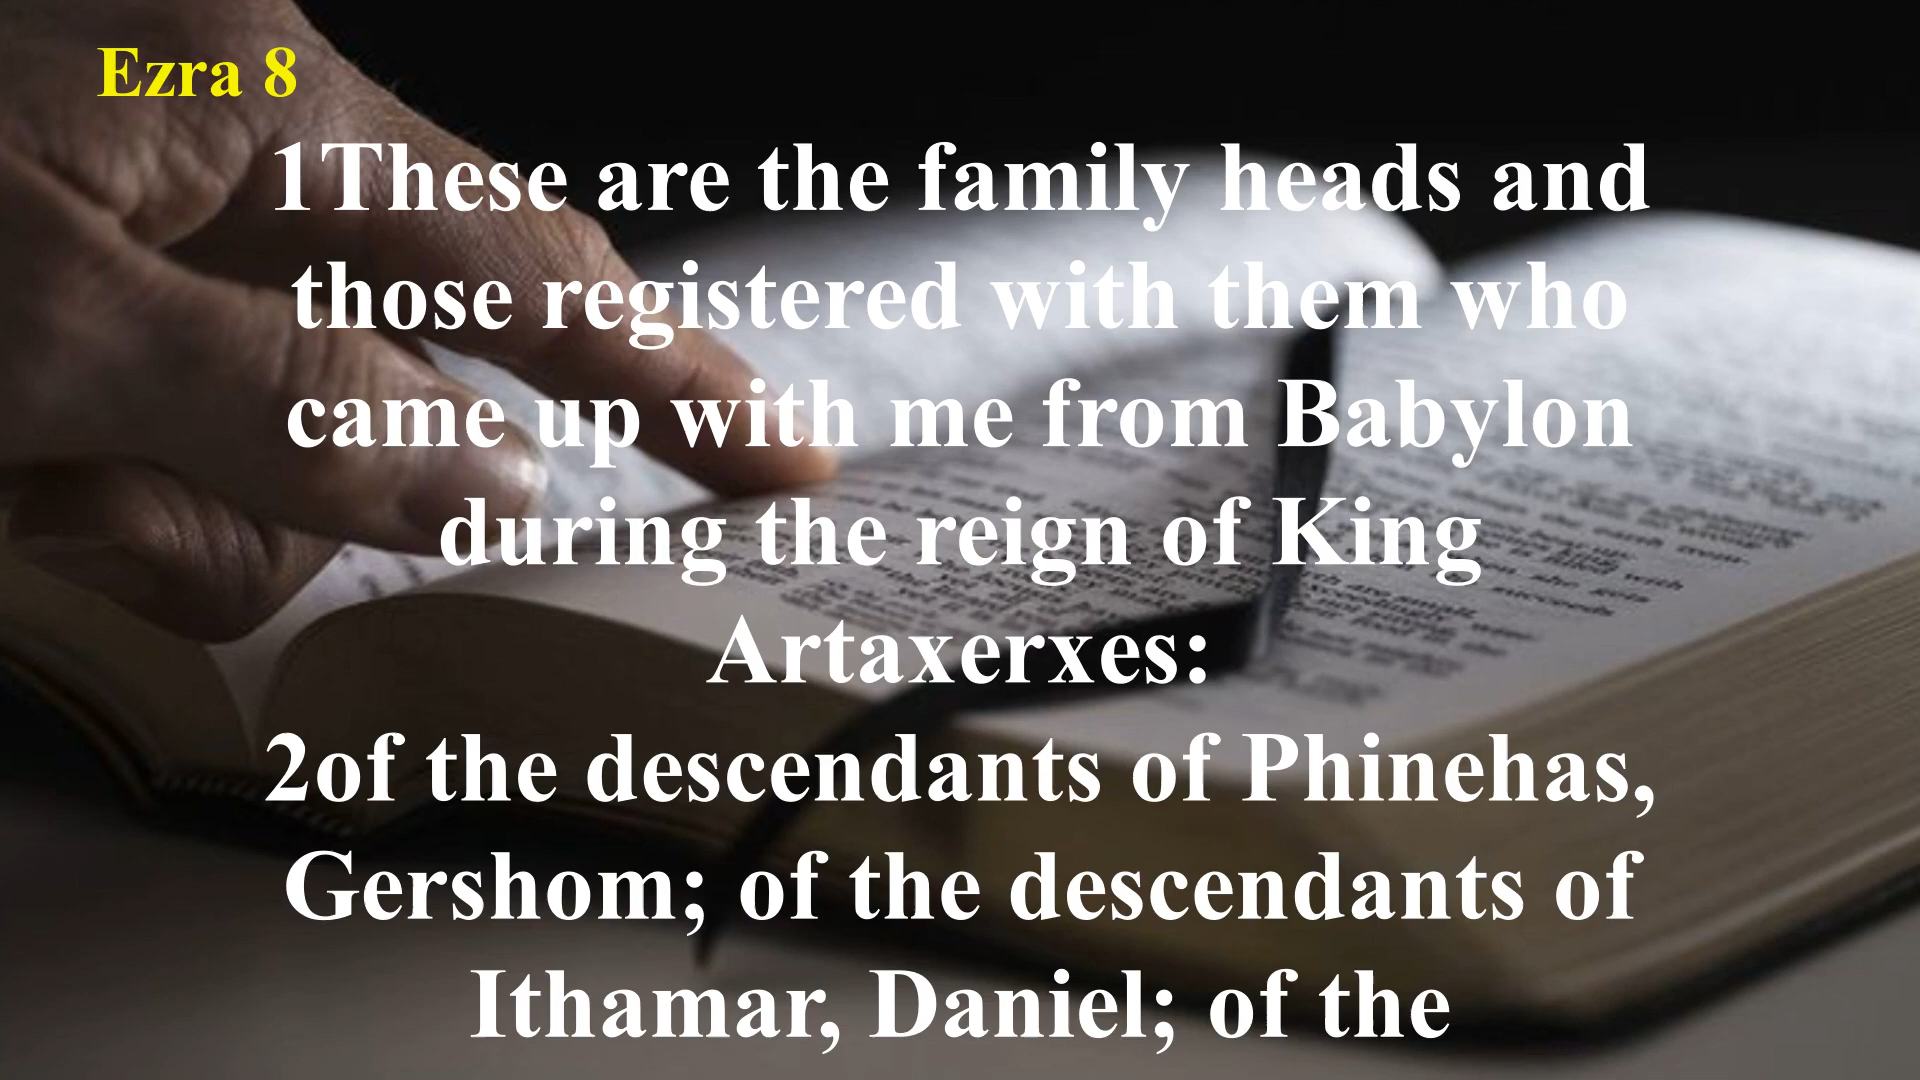 Ezra 8
1These are the family heads and
those registered with them who
came up with me from Babylon
during the reign of King
Artaxerxes:
2of the descendants of Phinehas,
Gershom; of the descendants of
Ithamar, Daniel; of the